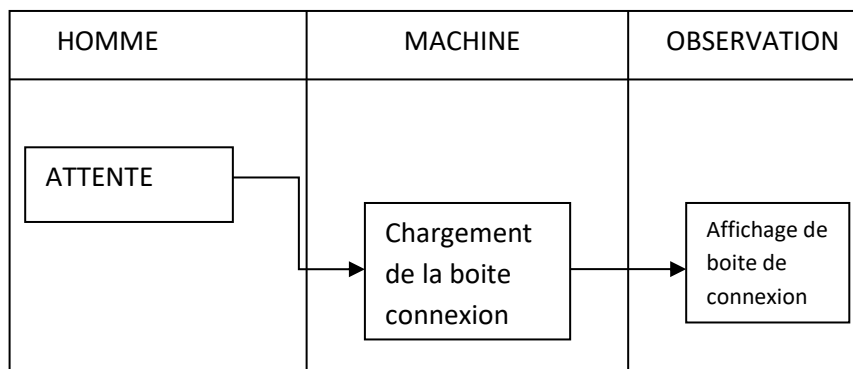 HOMME
MACHINE
OBSERVATION
ATTENTE
Chargement
de la boite
connexion
Affichage de
boite de
connexion